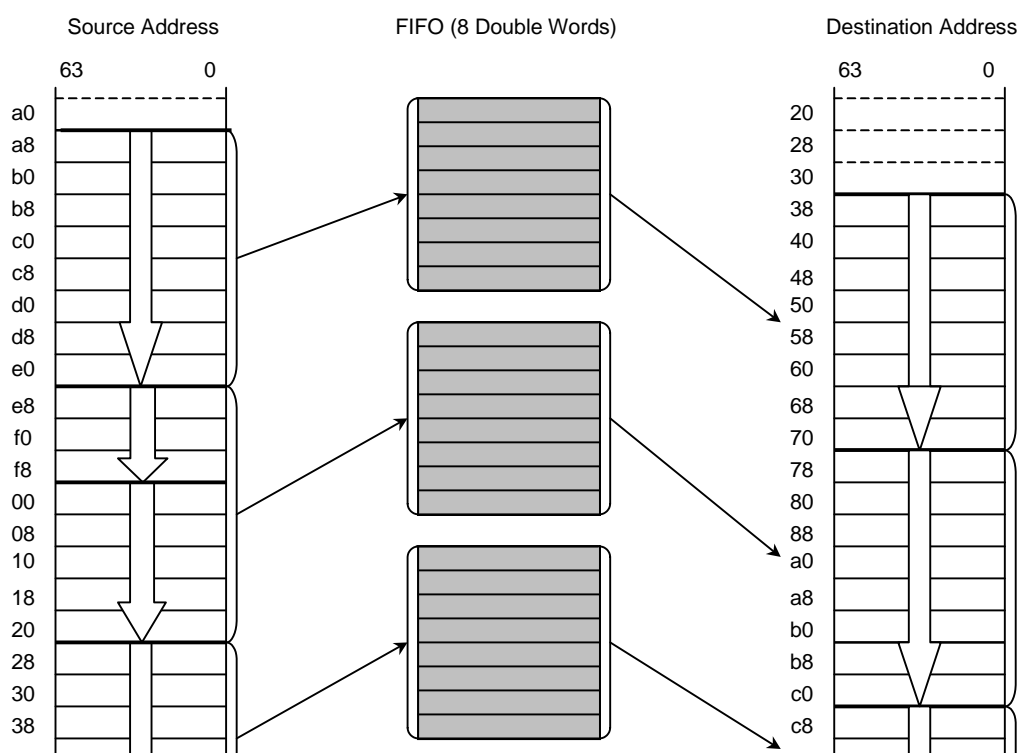 Source Address FIFO (8 Double Words) Destination Address
63 0 63 0
a0 20
a8 28
b0 30
b8 38
c0 40
c8 48
d0 50
d8 58
e0 60
e8 68
f0 70
f8 78
00 80
08 88
10 a0
18 a8
20 b0
28 b8
30 c0
38 c8